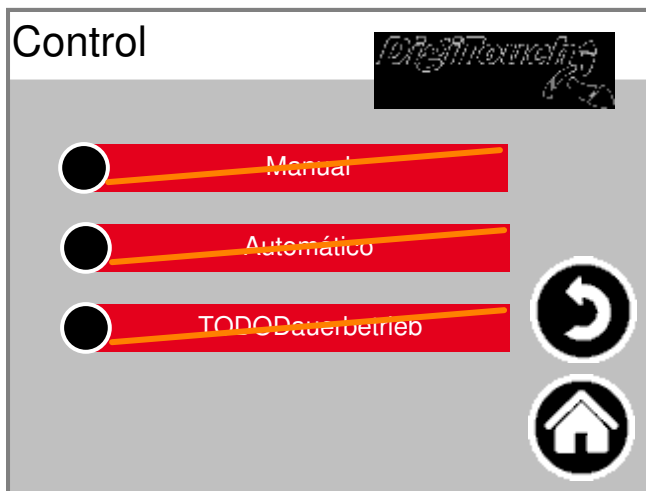 Control
DigiTouch
Manual
Automático
TODODauerbetrieb